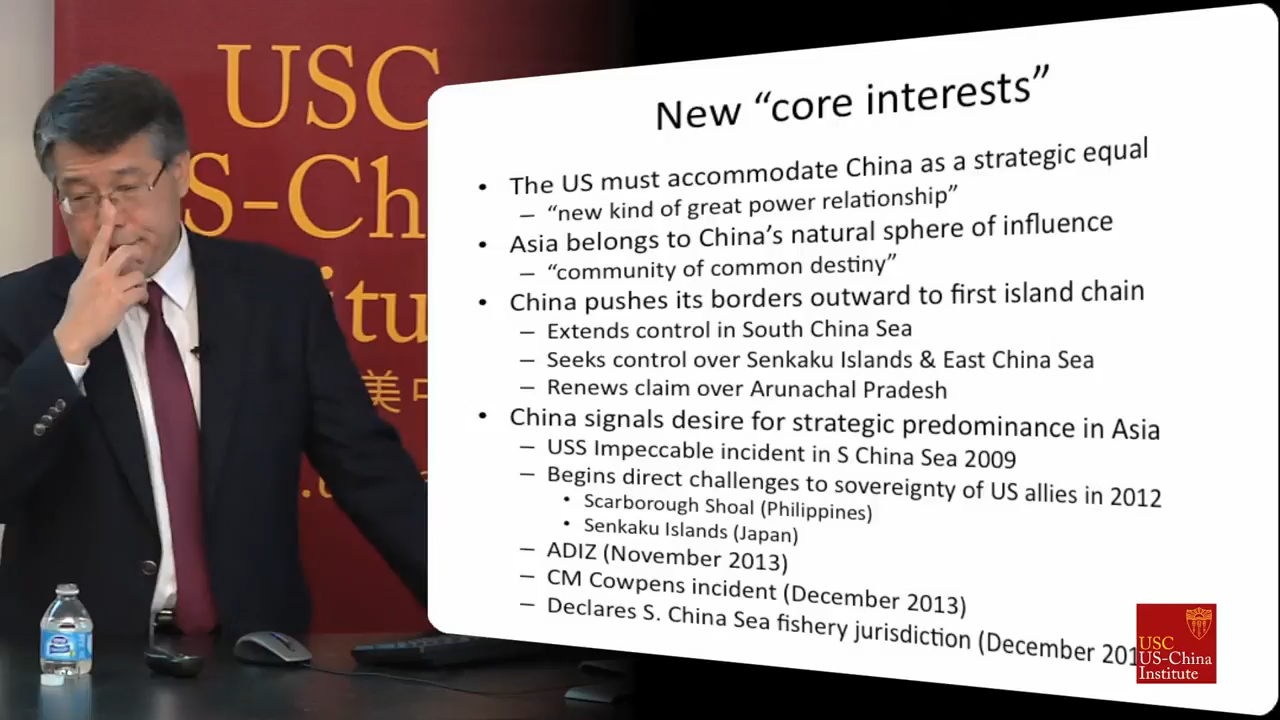 USC
S-Ch
itu
美中
New “core interests”
• The US must accommodate China as a strategic equal
– “new kind of great power relationship”
• Asia belongs to China’s natural sphere of influence
– “community of common destiny”
• China pushes its borders outward to first island chain
– Extends control in South China Sea
– Seeks control over Senkaku Islands & East China Sea
– Renews claim over Arunachal Pradesh
• China signals desire for strategic predominance in Asia
– USS Impeccable incident in S China Sea 2009
– Begins direct challenges to sovereignty of US allies in 2012
• Scarborough Shoal (Philippines)
• Senkaku Islands (Japan)
– ADIZ (November 2013)
– CM Cowpens incident (December 2013)
– Declares S. China Sea fishery jurisdiction (December 201
USC
US-China
Institute